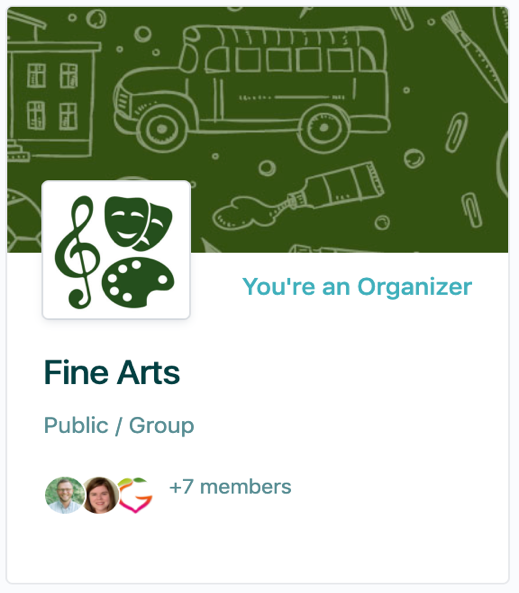 You're an Organizer
Fine Arts
Public / Group
+7 members